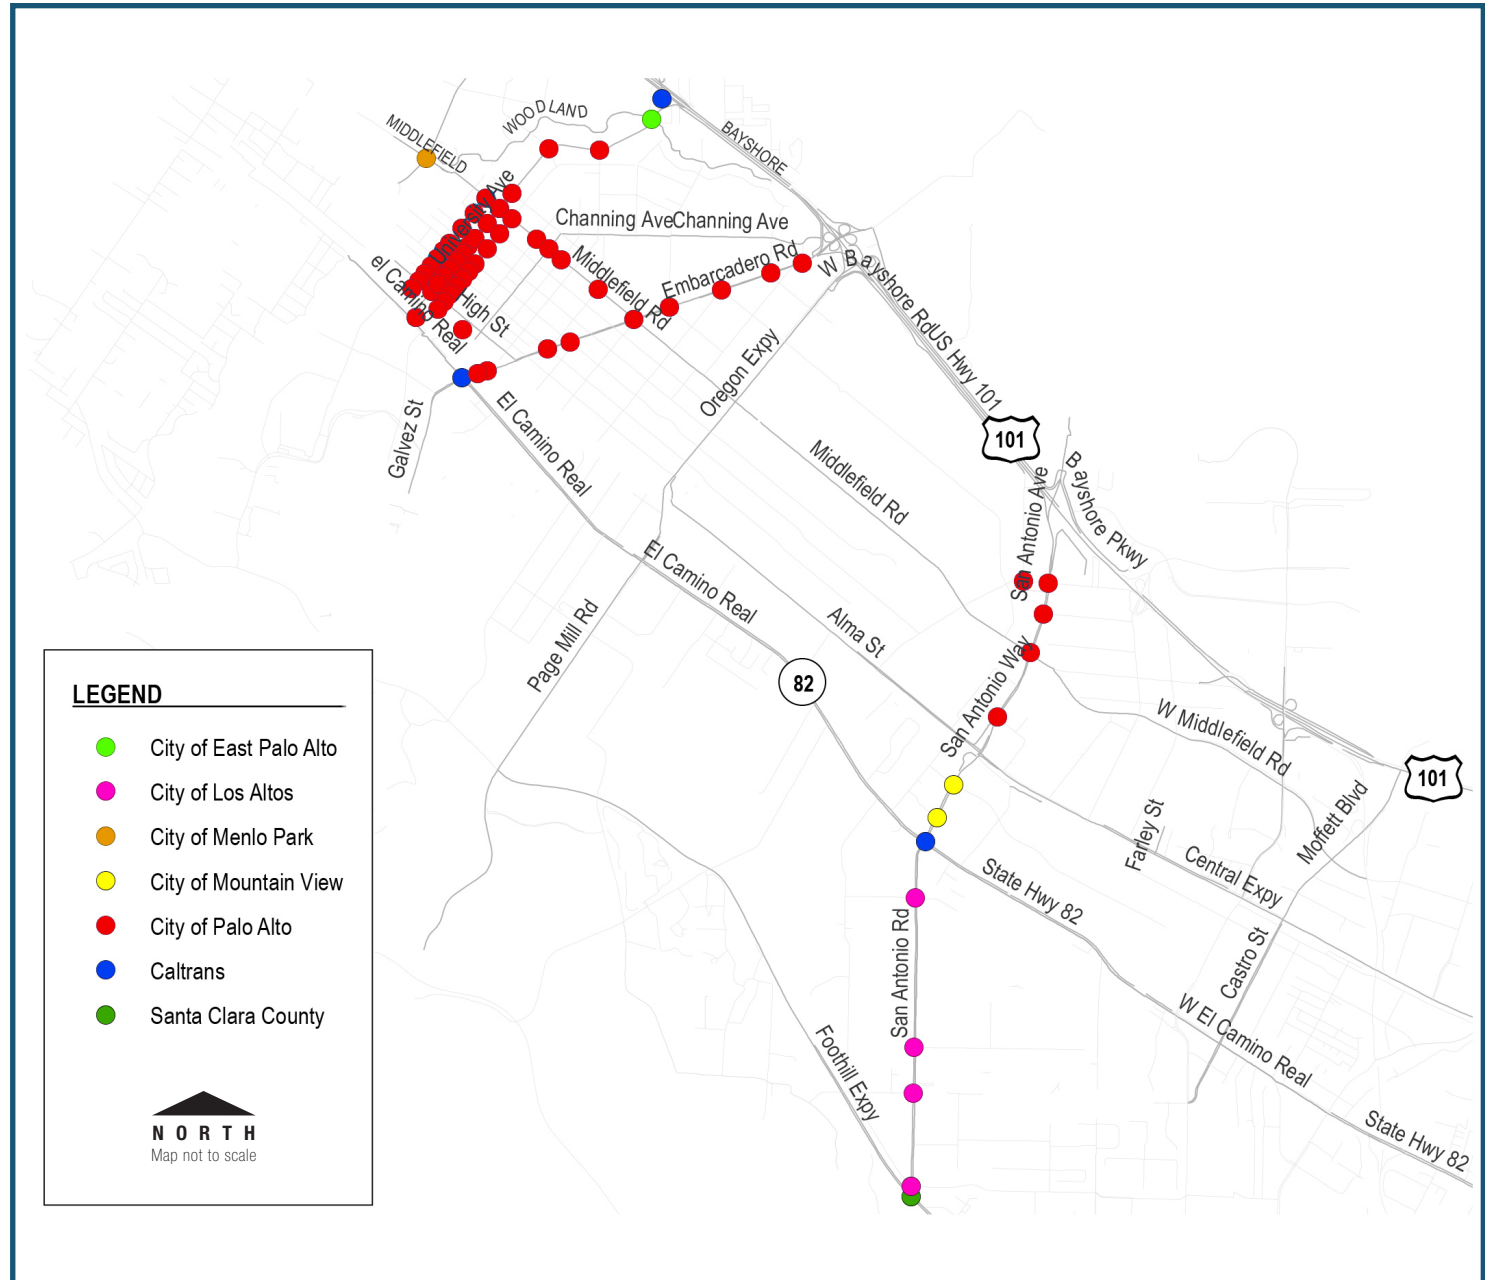 WOODLAND
MIDDLEFIELD
BAYSHORE
University Ave
Channing Ave
Channing Ave
el Camino Real
High St
Middlefield Rd
Embarcadero Rd
W Bayshore Rd
US Hwy 101
Oregon Expy
El Camino Real
Galvez St
101
Middlefield Rd
San Antonio Ave
Bayshore Pkwy
El Camino Real
Page Mill Rd
Alma St
82
San Antonio Way
W Middlefield Rd
101
Moffett Blvd
Farley St
Central Expy
State Hwy 82
San Antonio Rd
Castro St
W El Camino Real
Foothill Expy
State Hwy 82
LEGEND
City of East Palo Alto
City of Los Altos
City of Menlo Park
City of Mountain View
City of Palo Alto
Caltrans
Santa Clara County
NORTH
Map not to scale